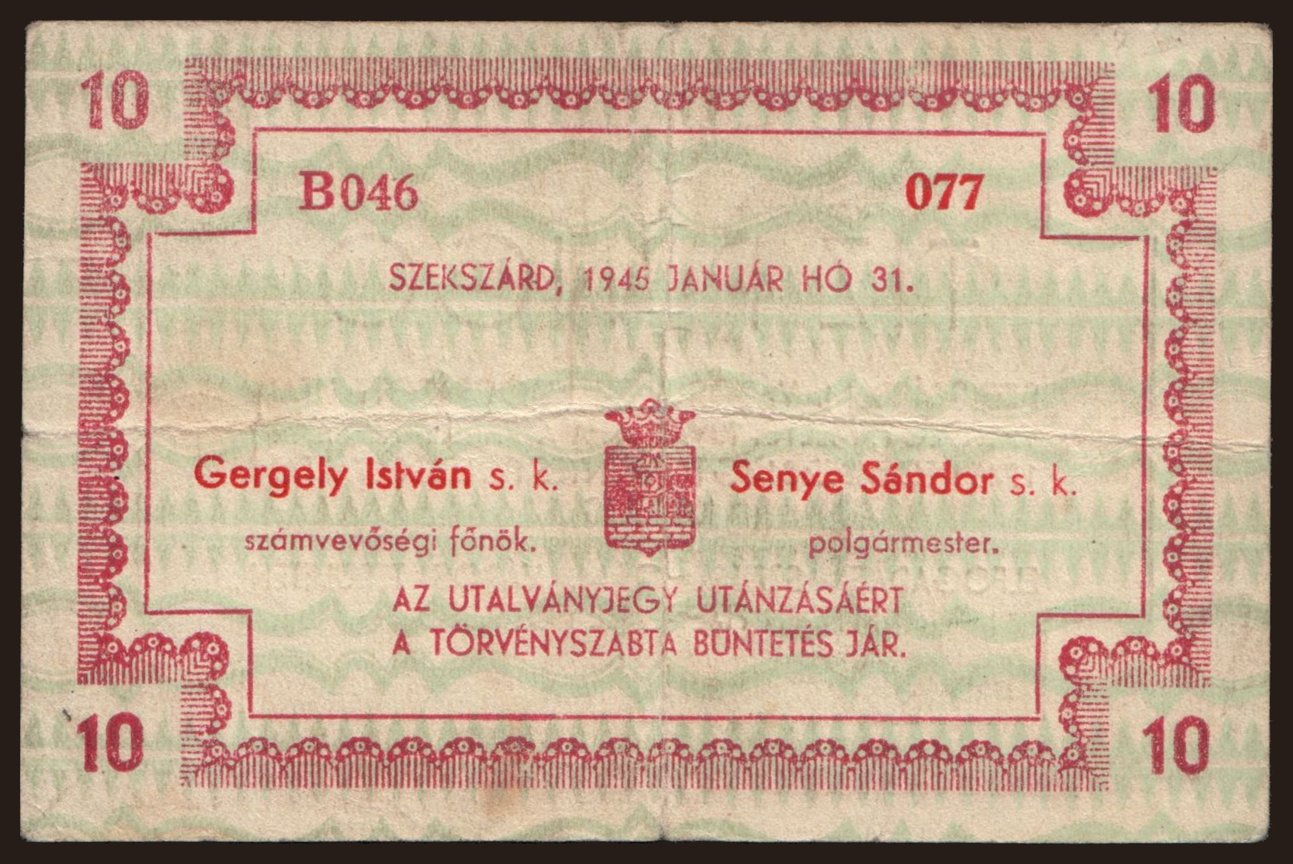 10 10
B046 077
SZEKSZÁRD, 1945 JANUÁR HÓ 31.
Gergely István s. k. Senye Sándor s. k.
számvevőségi főnök. polgármester.
AZ UTALVÁNYJEGY UTÁNZÁSÁÉRT
A TÖRVÉNYSZABTA BÜNTETÉS JÁR.
10 10